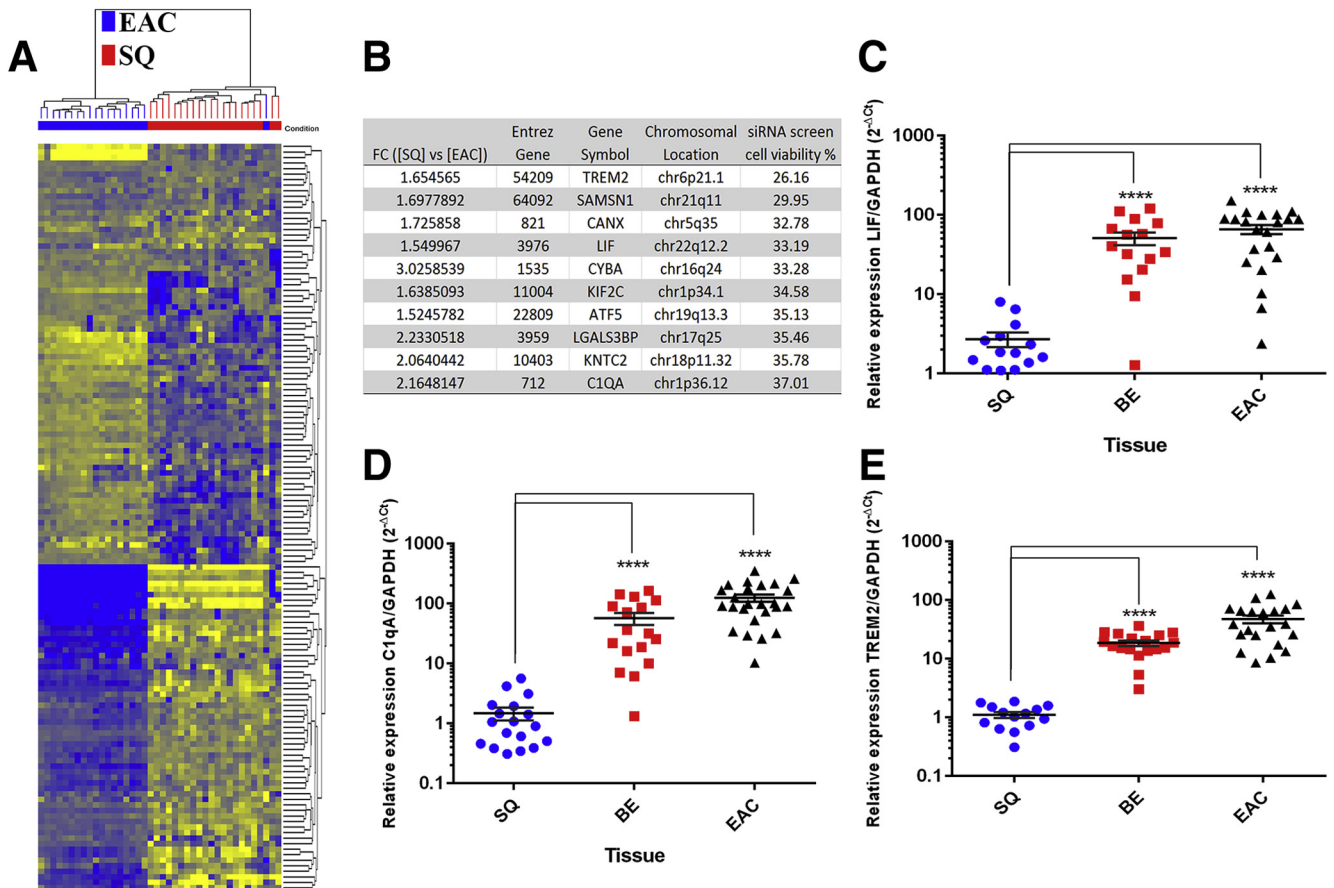 A
EAC
SQ
Condition
B
FC ([SQ] vs [EAC]) Entrez Gene Gene Symbol Chromosomal Location siRNA screen cell viability %
1.654565 54209 TREM2 chr6p21.1 26.16
1.6977892 64092 SAMSN1 chr21q11 29.95
1.725858 821 CANX chr5q35 32.78
1.549967 3976 LIF chr22q12.2 33.19
3.0258539 1535 CYBA chr16q24 33.28
1.6385093 11004 KIF2C chr1p34.1 34.58
1.5245782 22809 ATF5 chr19q13.3 35.13
2.2330518 3959 LGALS3BP chr17q25 35.46
2.0640442 10403 KNTC2 chr18p11.32 35.78
2.1648147 712 C1QA chr1p36.12 37.01
C
Relative expression LIF/GAPDH (2-ΔCt)
1000
100
10
1
****
****
SQ
BE
EAC
Tissue
D
Relative expression C1qA/GAPDH (2-ΔCt)
1000
100
10
1
0.1
****
****
SQ
BE
EAC
Tissue
E
Relative expression TREM2/GAPDH (2-ΔCt)
1000
100
10
1
0.1
****
****
SQ
BE
EAC